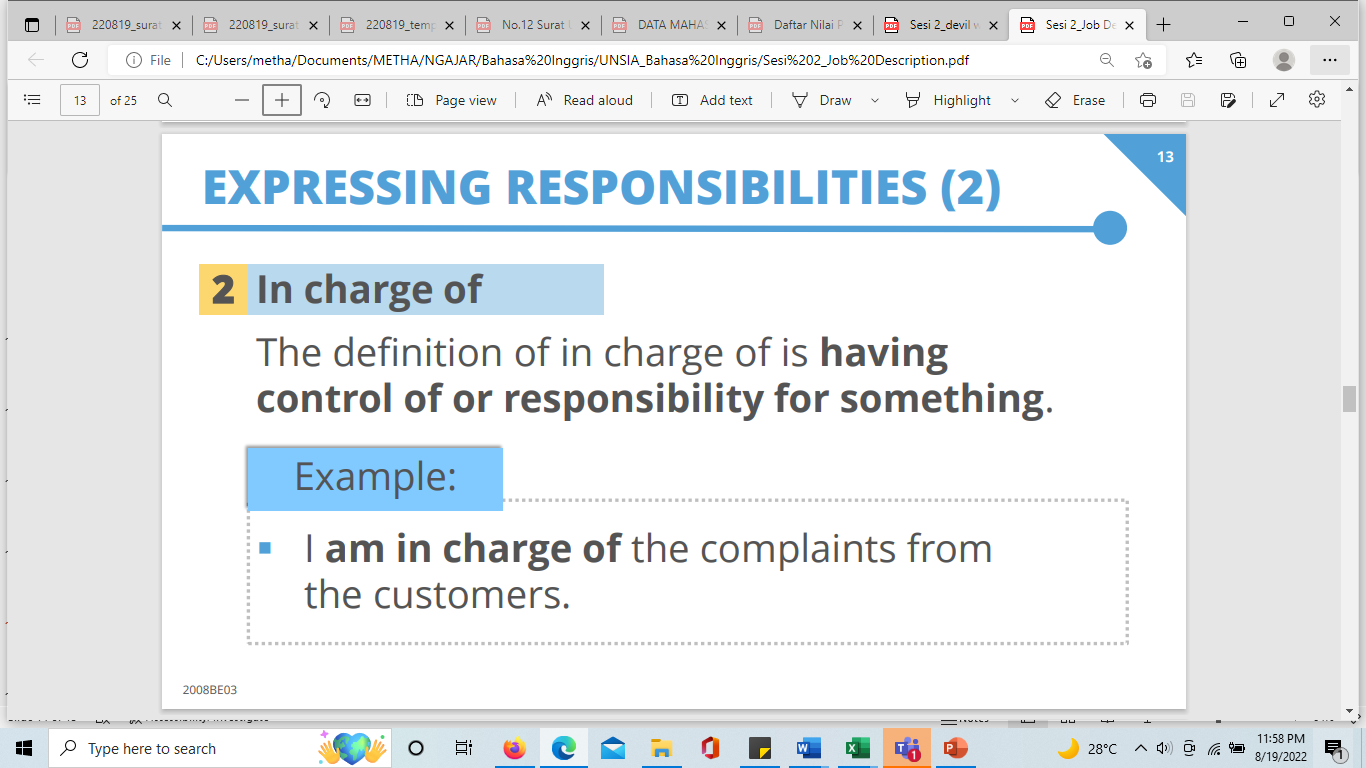 220819_surat
220819_surat
220819_temp
No.12 Surat
DATA MAHAS
Daftar Nilai P
Sesi 2_devil w
Sesi 2_Job De
File
C:/Users/metha/Documents/METHA/NGAJAR/Bahasa%20Inggris/UNSIA_Bahasa%20Inggris/Sesi%202_Job%20Description.pdf
13 of 25
Page view
Read aloud
Add text
Draw
Highlight
Erase
13
EXPRESSING RESPONSIBILITIES (2)
2 In charge of
The definition of in charge of is having
control of or responsibility for something.
Example:
I am in charge of the complaints from
the customers.
2008BE03
Type here to search
28°C
11:58 PM
8/19/2022
1
1